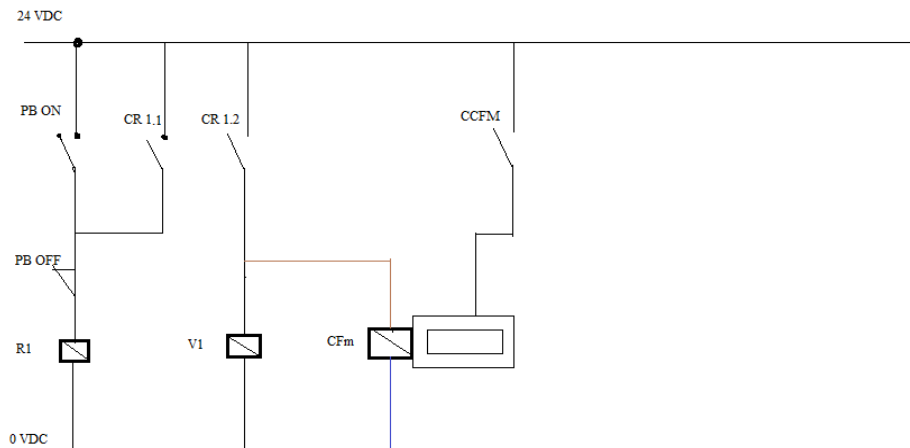 24 VDC
PB ON
CR 1.1
CR 1.2
CCFM
PB OFF
R1
V1
CFm
0 VDC